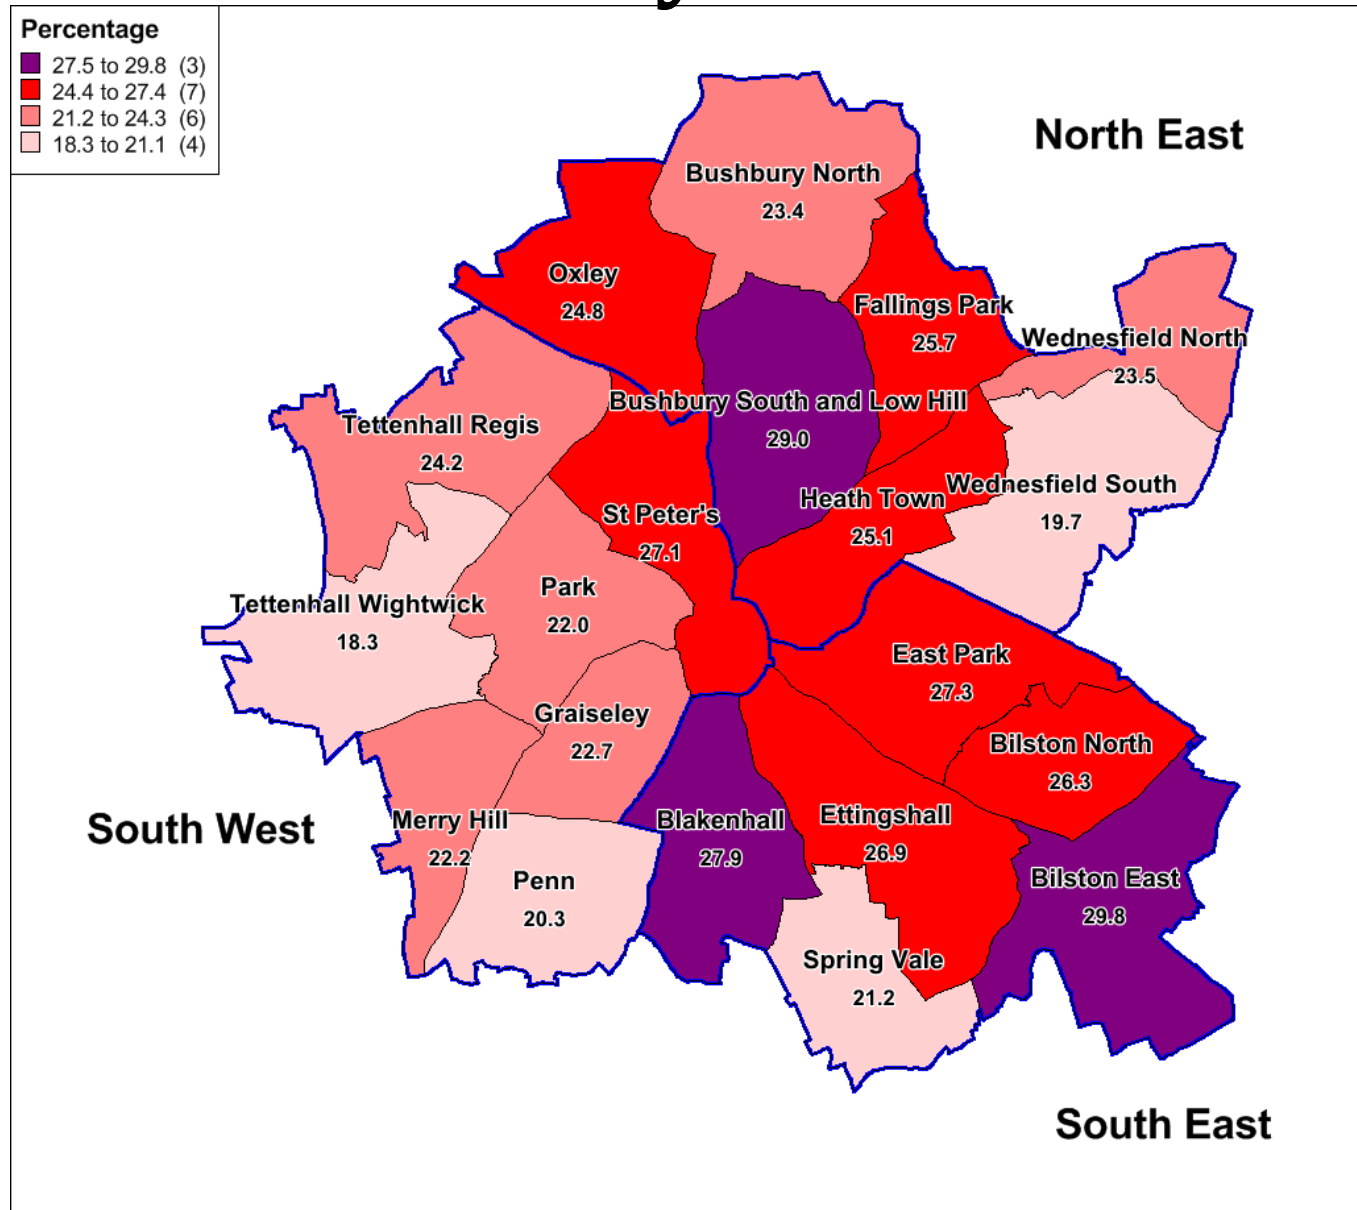 Percentage
27.5 to 29.8 (3)
24.4 to 27.4 (7)
21.2 to 24.3 (6)
18.3 to 21.1 (4)
North East
Bushbury North
23.4
Oxley
24.8
Fallings Park
25.7
Wednesfield North
23.5
Bushbury South and Low Hill
29.0
Tettenhall Regis
24.2
Wednesfield South
19.7
Heath Town
25.1
St Peter's
27.1
Park
22.0
Tettenhall Wightwick
18.3
East Park
27.3
Graiseley
22.7
Bilston North
26.3
South West
Merry Hill
22.2
Blakenhall
27.9
Ettingshall
26.9
Penn
20.3
Bilston East
29.8
Spring Vale
21.2
South East